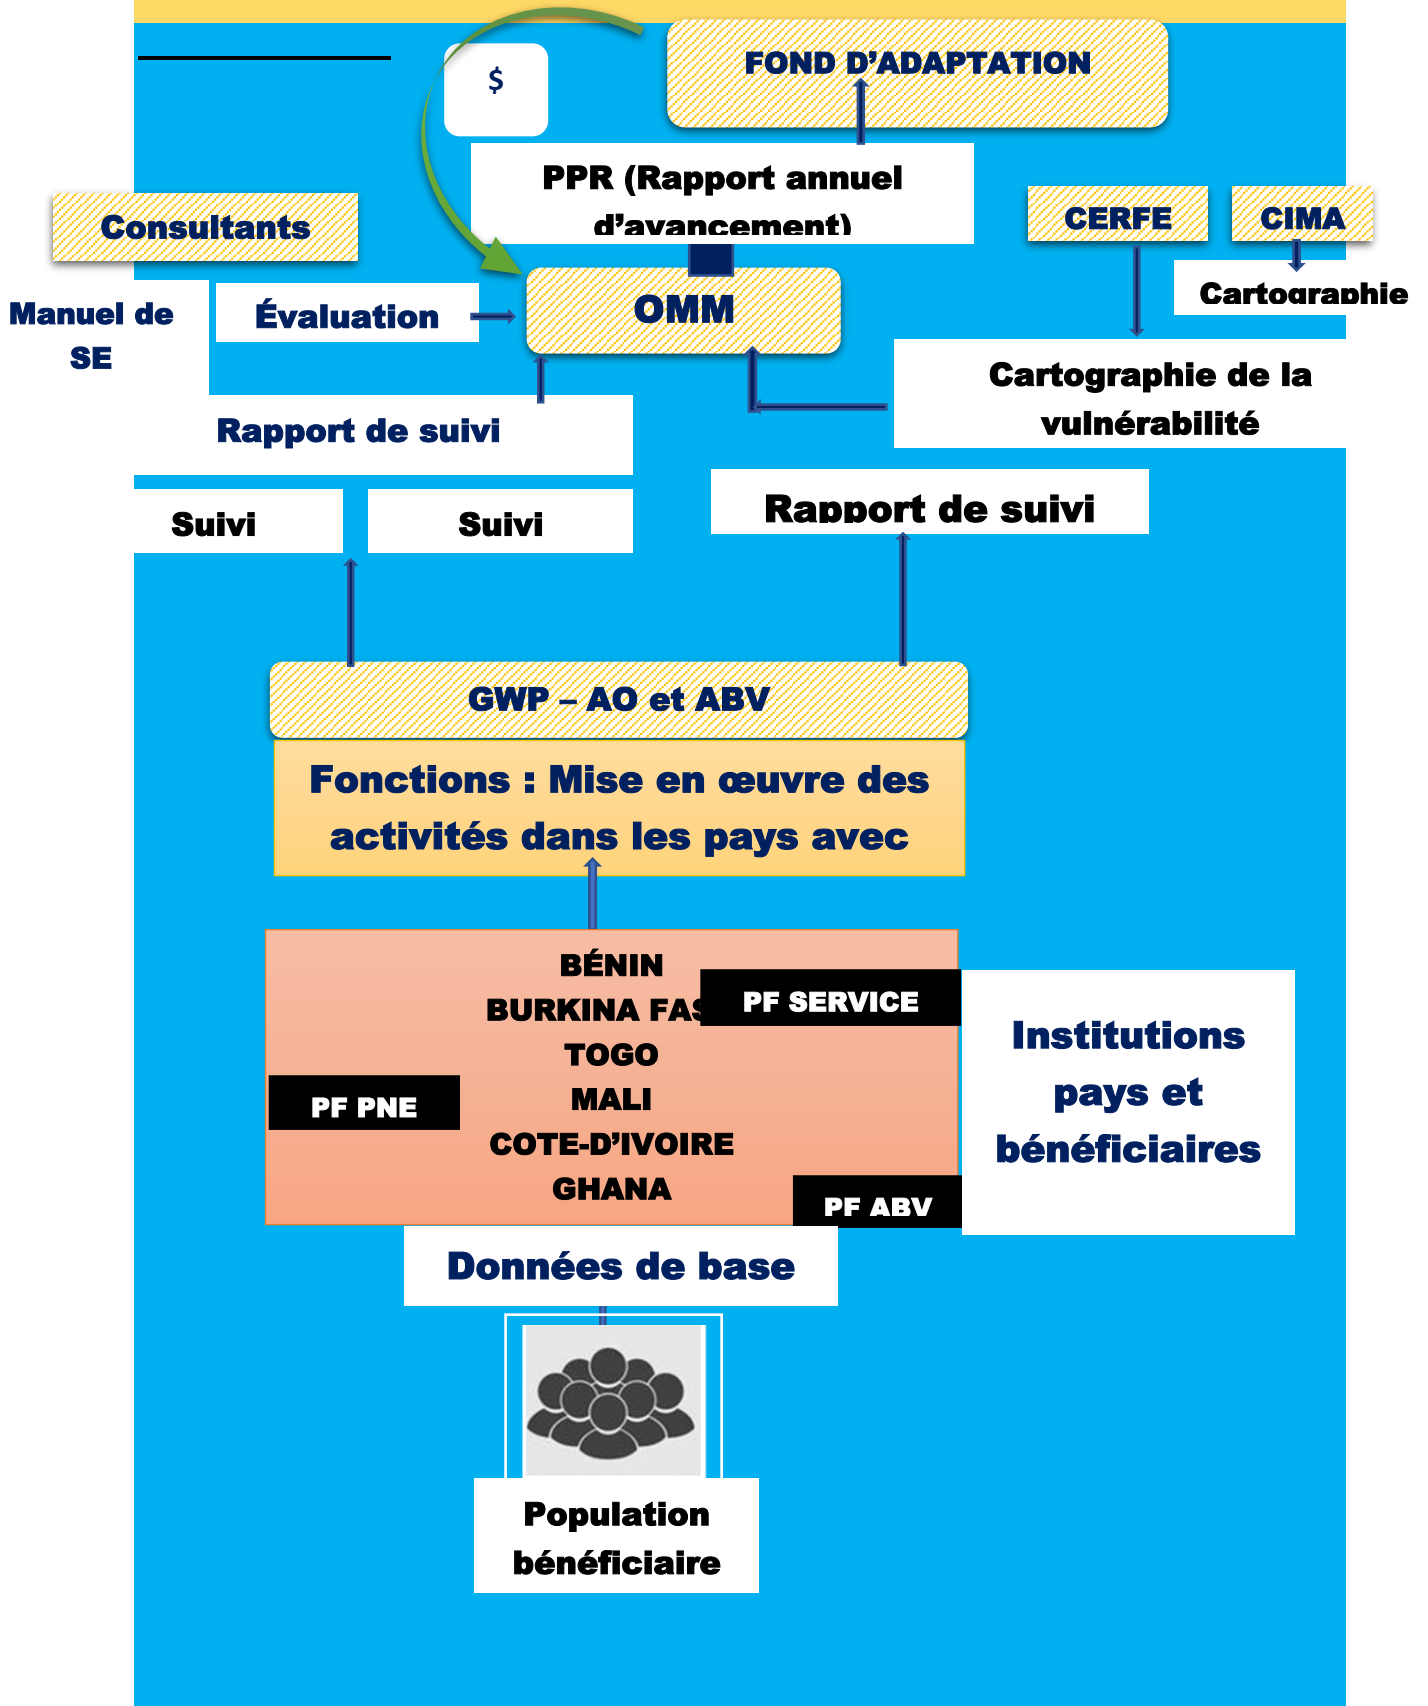 FOND D’ADAPTATION
$
PPR (Rapport annuel
d’avancement)
Consultants
CERFE
CIMA
Manuel de
SE
Évaluation
OMM
Cartographie
Cartographie de la
vulnérabilité
Rapport de suivi
Suivi
Suivi
Rapport de suivi
GWP – AO et ABV
Fonctions : Mise en œuvre des
activités dans les pays avec
BÉNIN
BURKINA FAS
PF SERVICE
TOGO
MALI
PF PNE
COTE-D’IVOIRE
GHANA
PF ABV
Institutions
pays et
bénéficiaires
Données de base
Population
bénéficiaire